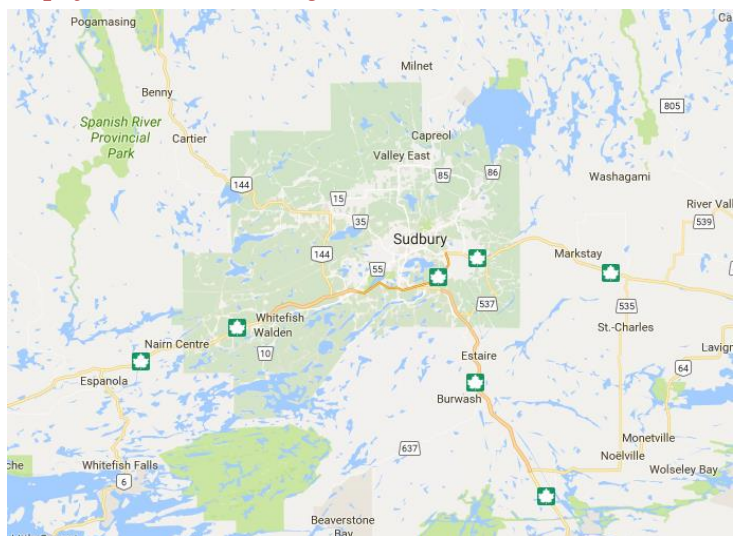 Pogamasing
Milnet
Benny
805
Spanish River
Provincial
Park
Cartier
Capreol
Valley East
86
85
144
Washagami
15
River Vall
539
35
Sudbury
144
Markstay
55
537
535
Whitefish
Walden
St.-Charles
Nairn Centre
10
Estaire
Lavign
64
Espanola
Burwash
637
Monetville
Noëlville
che
Whitefish Falls
Wolseley Bay
6
Beaverstone
Bay